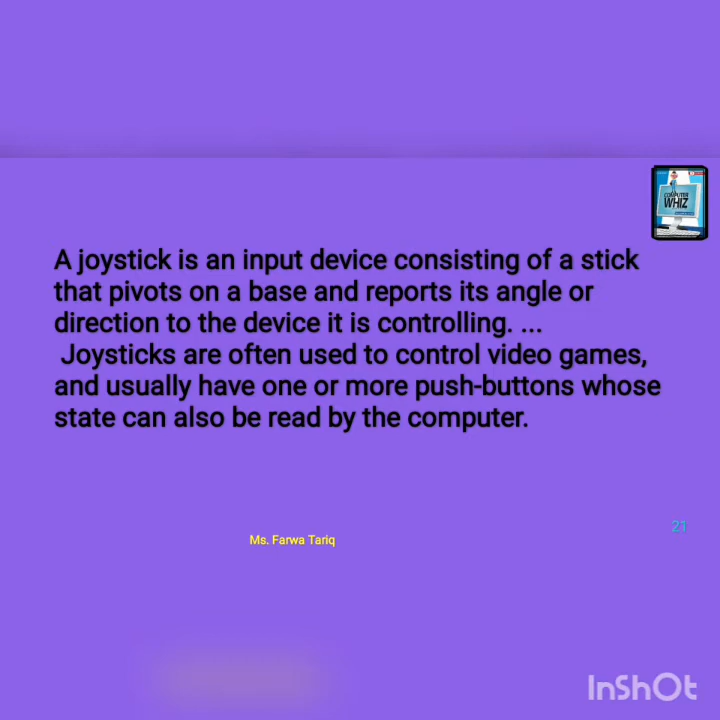 COMPUTER
WHIZ
A joystick is an input device consisting of a stick
that pivots on a base and reports its angle or
direction to the device it is controlling. ...
Joysticks are often used to control video games,
and usually have one or more push-buttons whose
state can also be read by the computer.
21
Ms. Farwa Tariq
InShOt